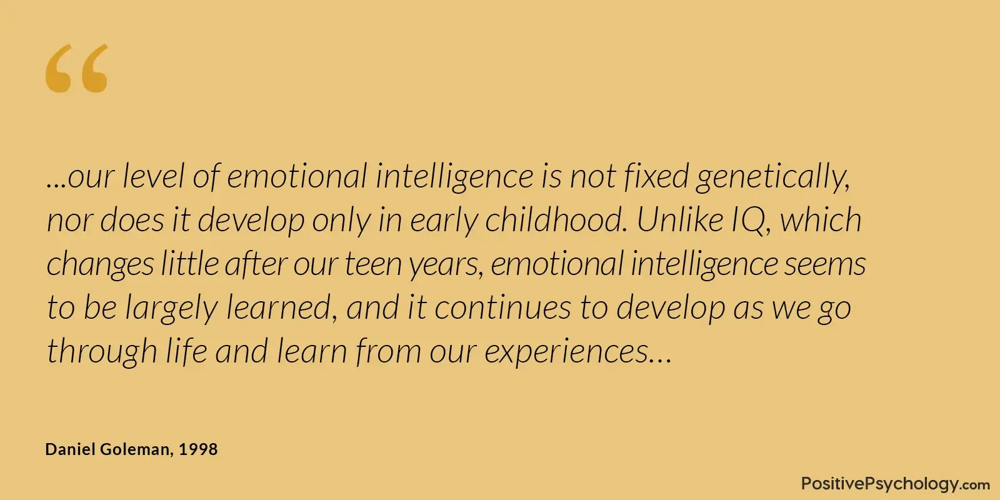 “
...our level of emotional intelligence is not fixed genetically,
nor does it develop only in early childhood. Unlike IQ, which
changes little after our teen years, emotional intelligence seems
to be largely learned, and it continues to develop as we go
through life and learn from our experiences...
Daniel Goleman, 1998
PositivePsychology.com